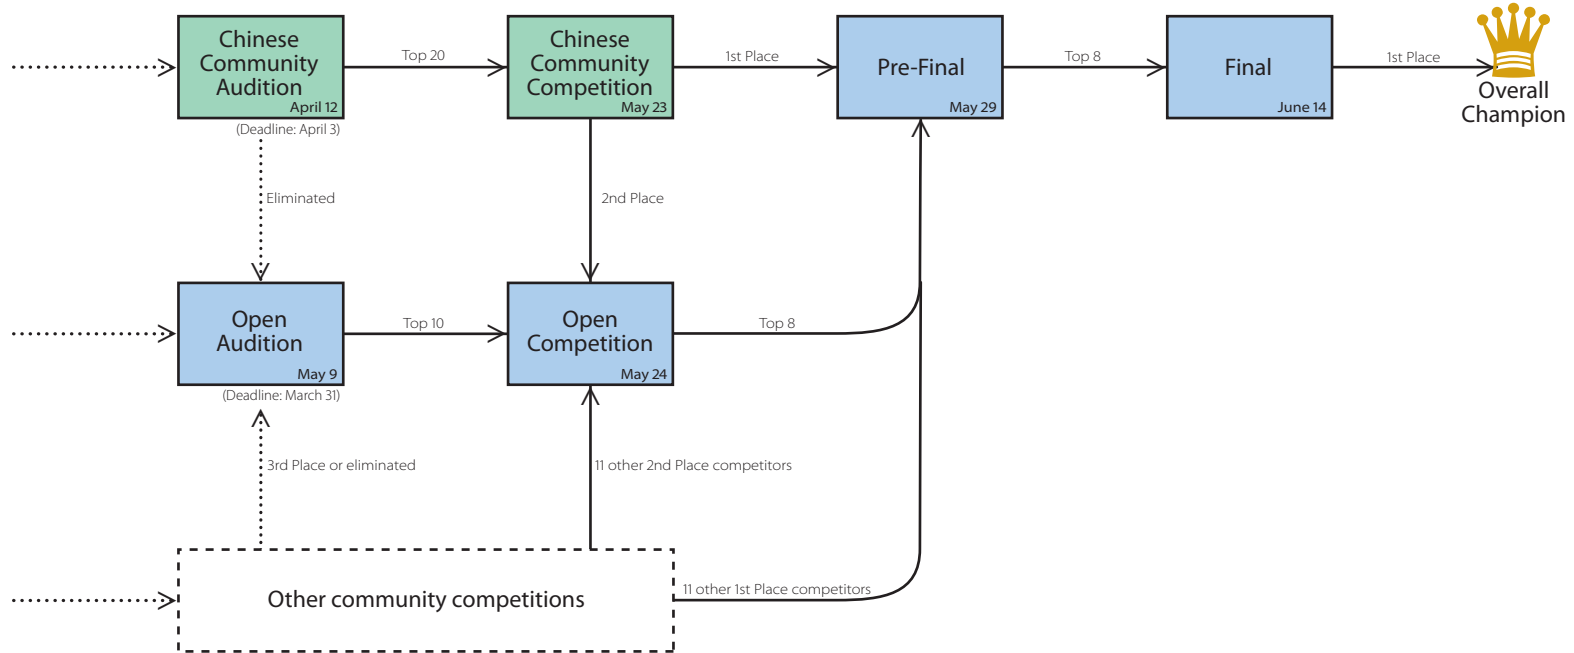 Chinese
Community
Audition
April 12
(Deadline: April 3)
Top 20
Chinese
Community
Competition
May 23
1st Place
Pre-Final
May 29
Top 8
Final
June 14
1st Place
Overall
Champion
Eliminated
2nd Place
Open
Audition
May 9
(Deadline: March 31)
Top 10
Open
Competition
May 24
Top 8
3rd Place or eliminated
11 other 2nd Place competitors
Other community competitions
11 other 1st Place competitors